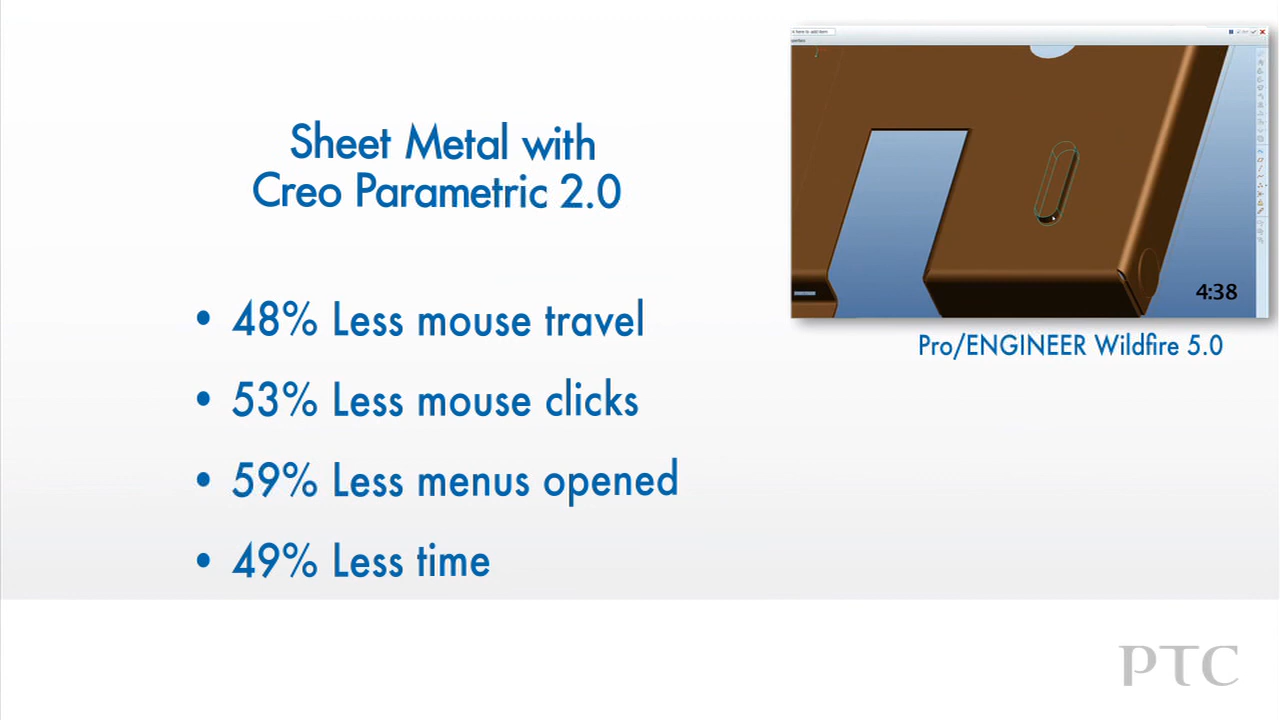 Sheet Metal with
Creo Parametric 2.0
• 48% Less mouse travel
• 53% Less mouse clicks
• 59% Less menus opened
• 49% Less time
4:38
Pro/ENGINEER Wildfire 5.0
PTC